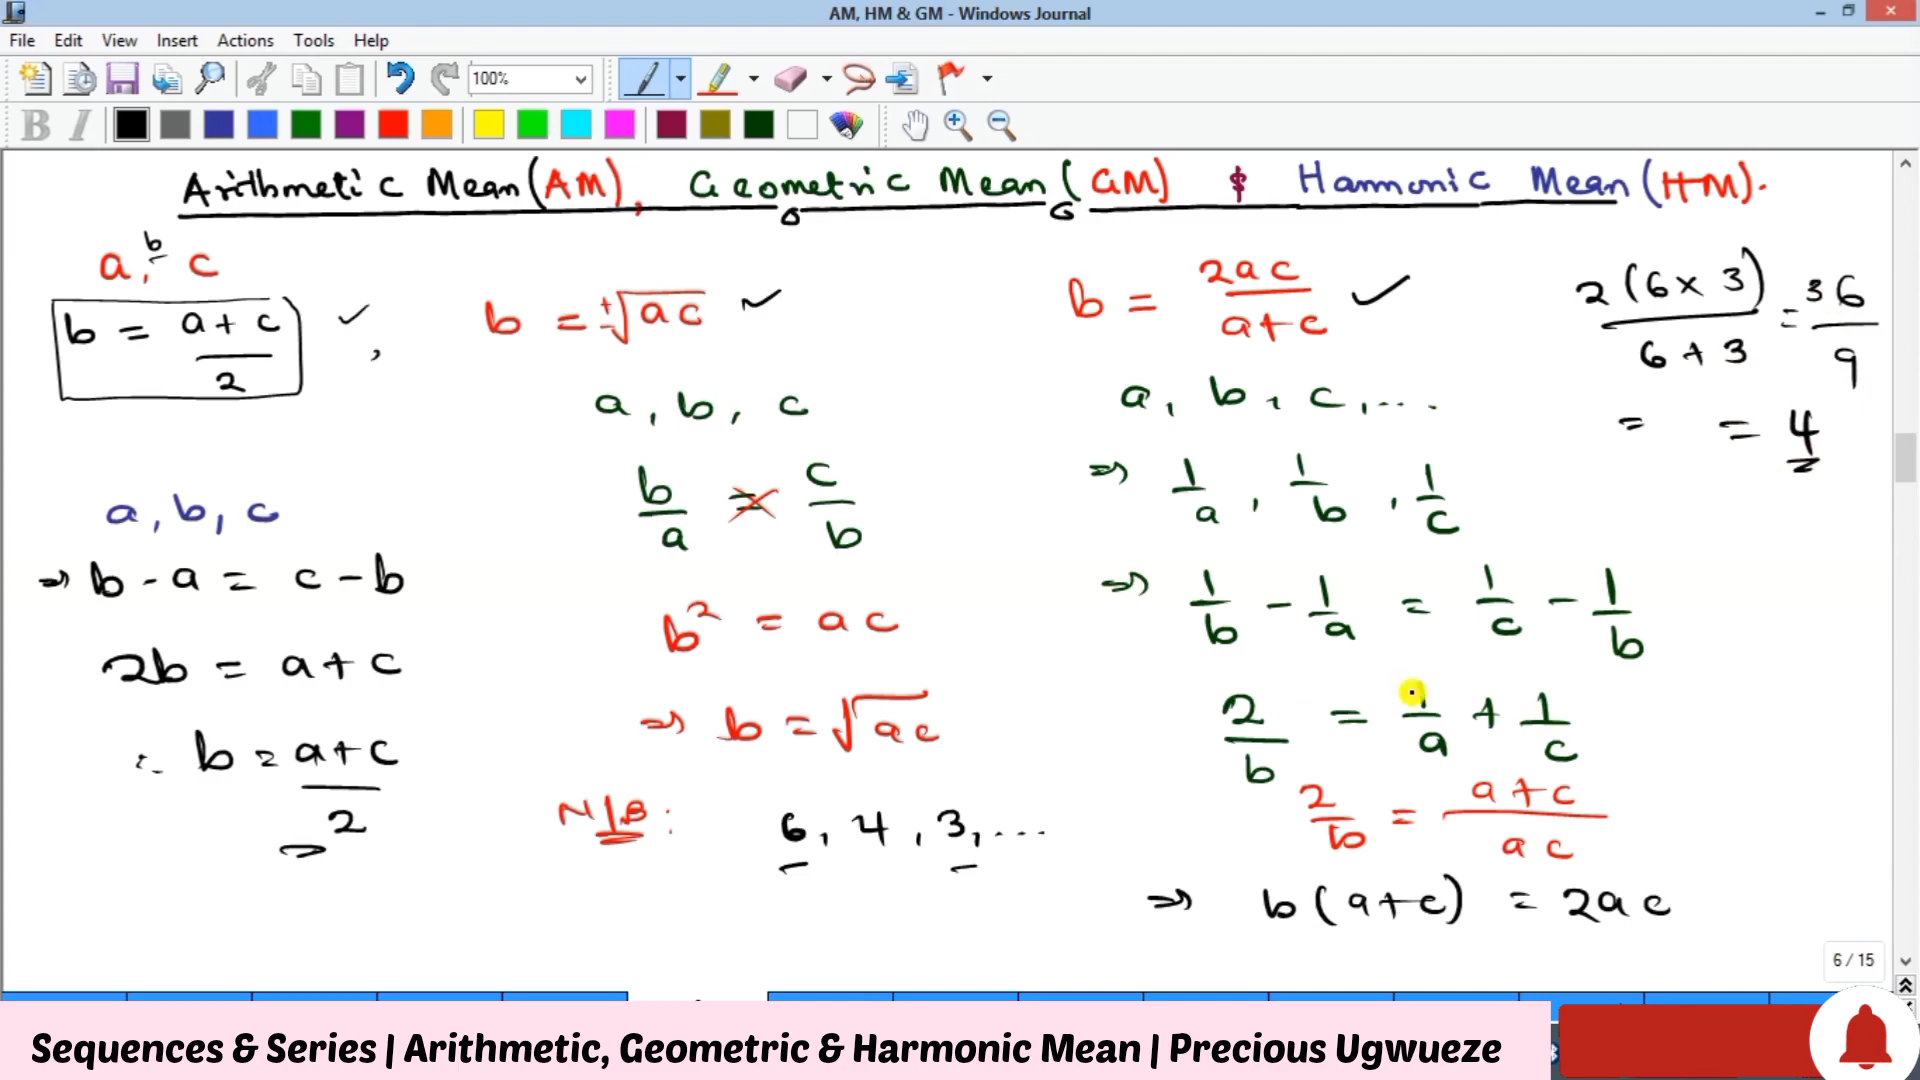 AM, HM & GM - Windows Journal
File Edit View Insert Actions Tools Help
100%
B I
Arithmetic Mean(AM), Geometric Mean(GM) $ Harmonic Mean(HM).
a, b c
b = a+c / 2 ✓,
a, b, c
⇒ b - a = c - b
2b = a + c
∴ b = a+c / 2
b = ±√ac ✓
a, b, c
b/a = c/b
b² = ac
⇒ b = √ac
N/B: 6, 4, 3, ...
b = 2ac / a+c ✓
a, b, c, ...
⇒ 1/a, 1/b, 1/c
⇒ 1/b - 1/a = 1/c - 1/b
2/b = 1/a + 1/c
2/b = a+c / ac
⇒ b(a+c) = 2ac
2(6x3) / 6+3 = 36/9
= = 4
6 / 15
Sequences & Series | Arithmetic, Geometric & Harmonic Mean | Precious Ugwueze